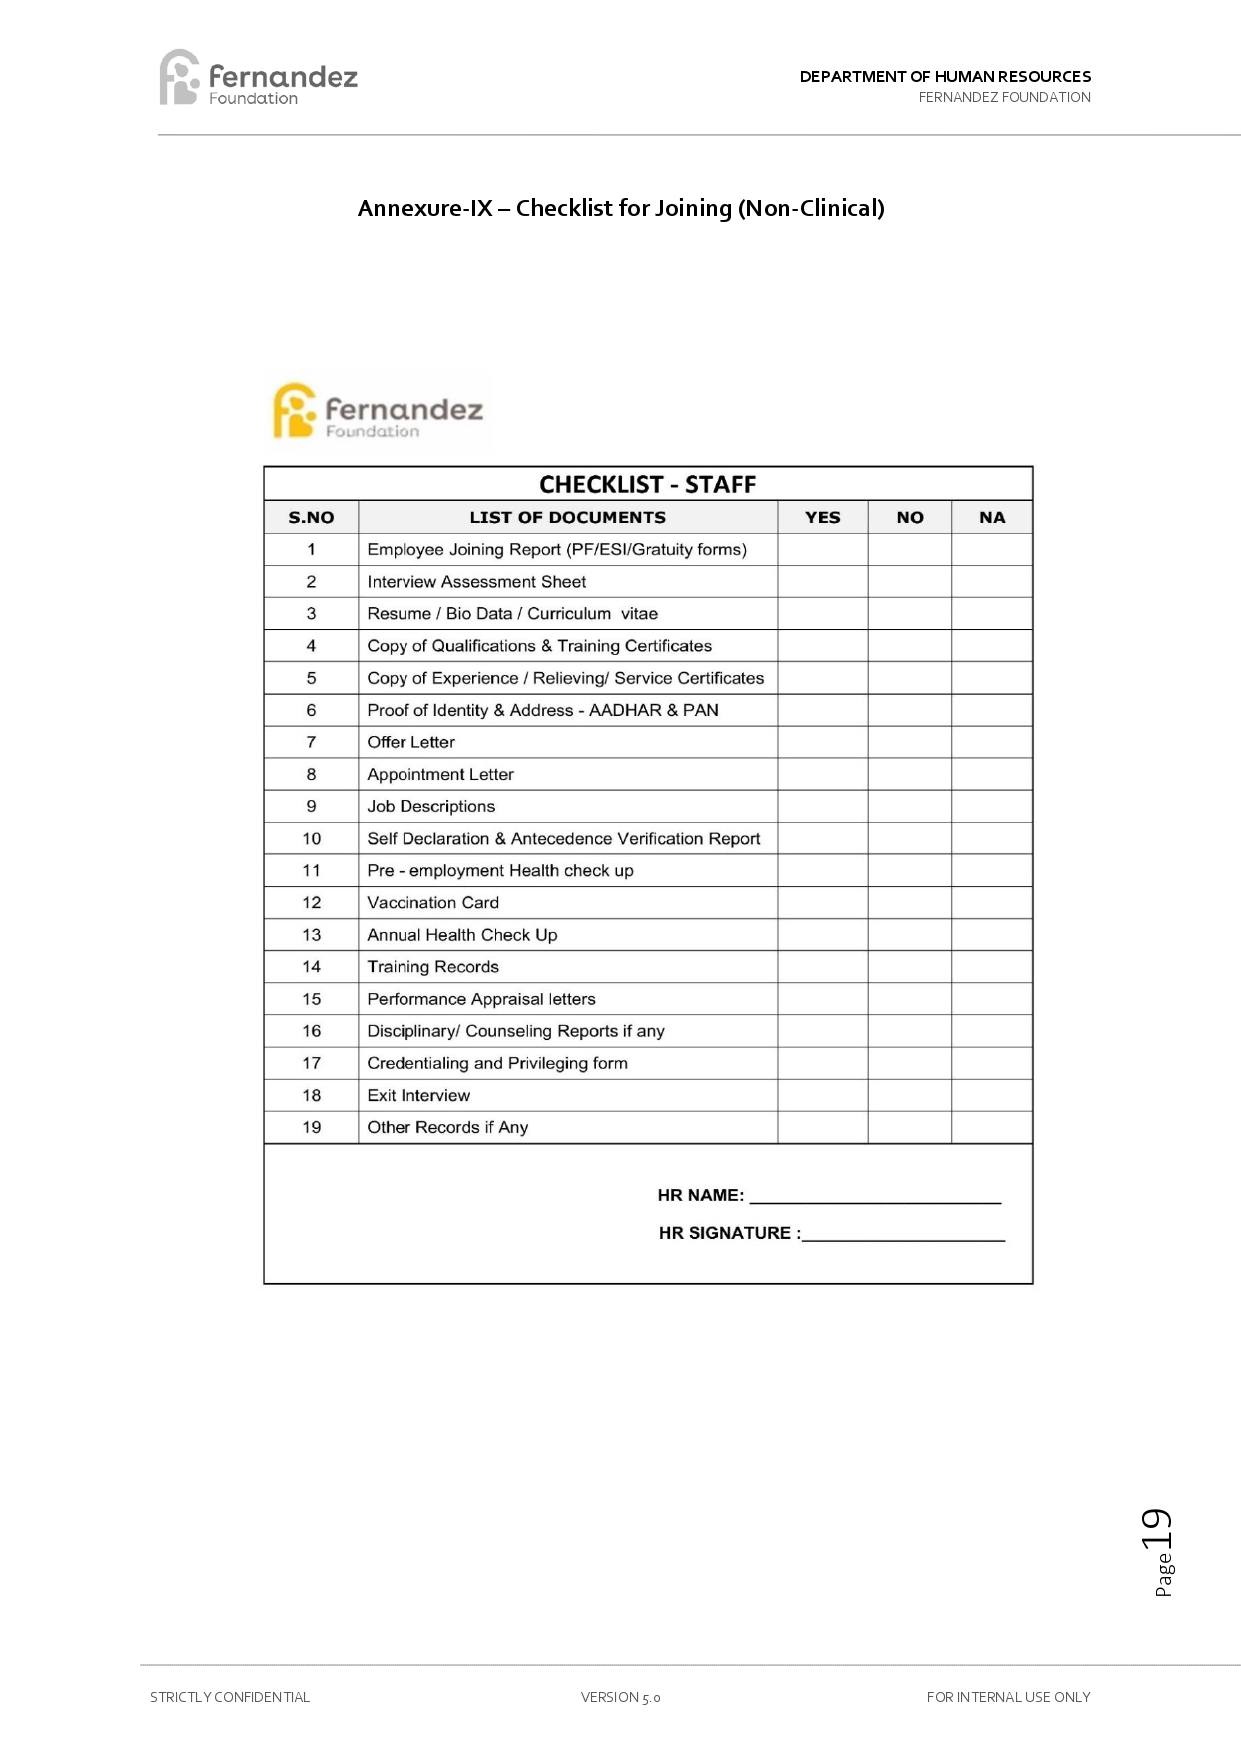 fernandez
Foundation
DEPARTMENT OF HUMAN RESOURCES
FERNANDEZ FOUNDATION
Annexure-IX – Checklist for Joining (Non-Clinical)
fernandez
Foundation
CHECKLIST - STAFF
S.NO LIST OF DOCUMENTS YES NO NA
1 Employee Joining Report (PF/ESI/Gratuity forms)
2 Interview Assessment Sheet
3 Resume / Bio Data / Curriculum vitae
4 Copy of Qualifications & Training Certificates
5 Copy of Experience / Relieving/ Service Certificates
6 Proof of Identity & Address - AADHAR & PAN
7 Offer Letter
8 Appointment Letter
9 Job Descriptions
10 Self Declaration & Antecedence Verification Report
11 Pre - employment Health check up
12 Vaccination Card
13 Annual Health Check Up
14 Training Records
15 Performance Appraisal letters
16 Disciplinary/ Counseling Reports if any
17 Credentialing and Privileging form
18 Exit Interview
19 Other Records if Any
HR NAME: __________________________
HR SIGNATURE :_____________________
Page19
STRICTLY CONFIDENTIAL VERSION 5.0 FOR INTERNAL USE ONLY